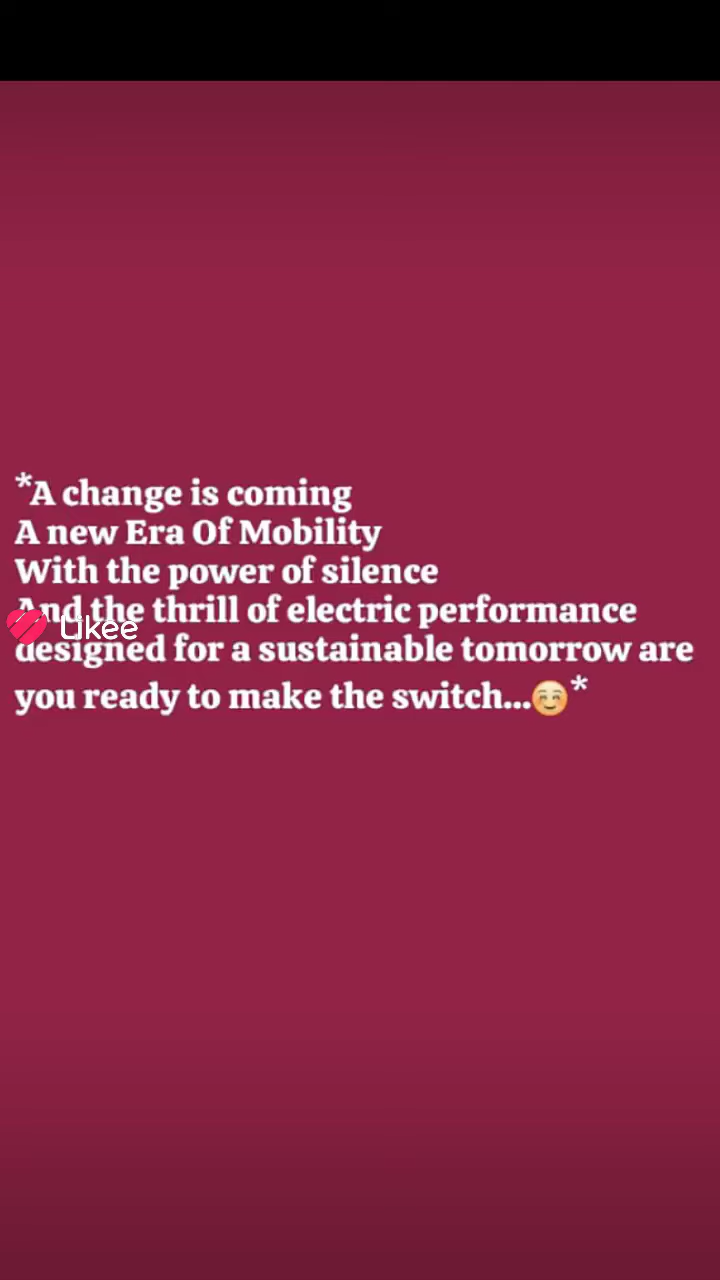 *A change is coming
A new Era Of Mobility
With the power of silence
And the thrill of electric performance
Likee
designed for a sustainable tomorrow are
you ready to make the switch...☺️*